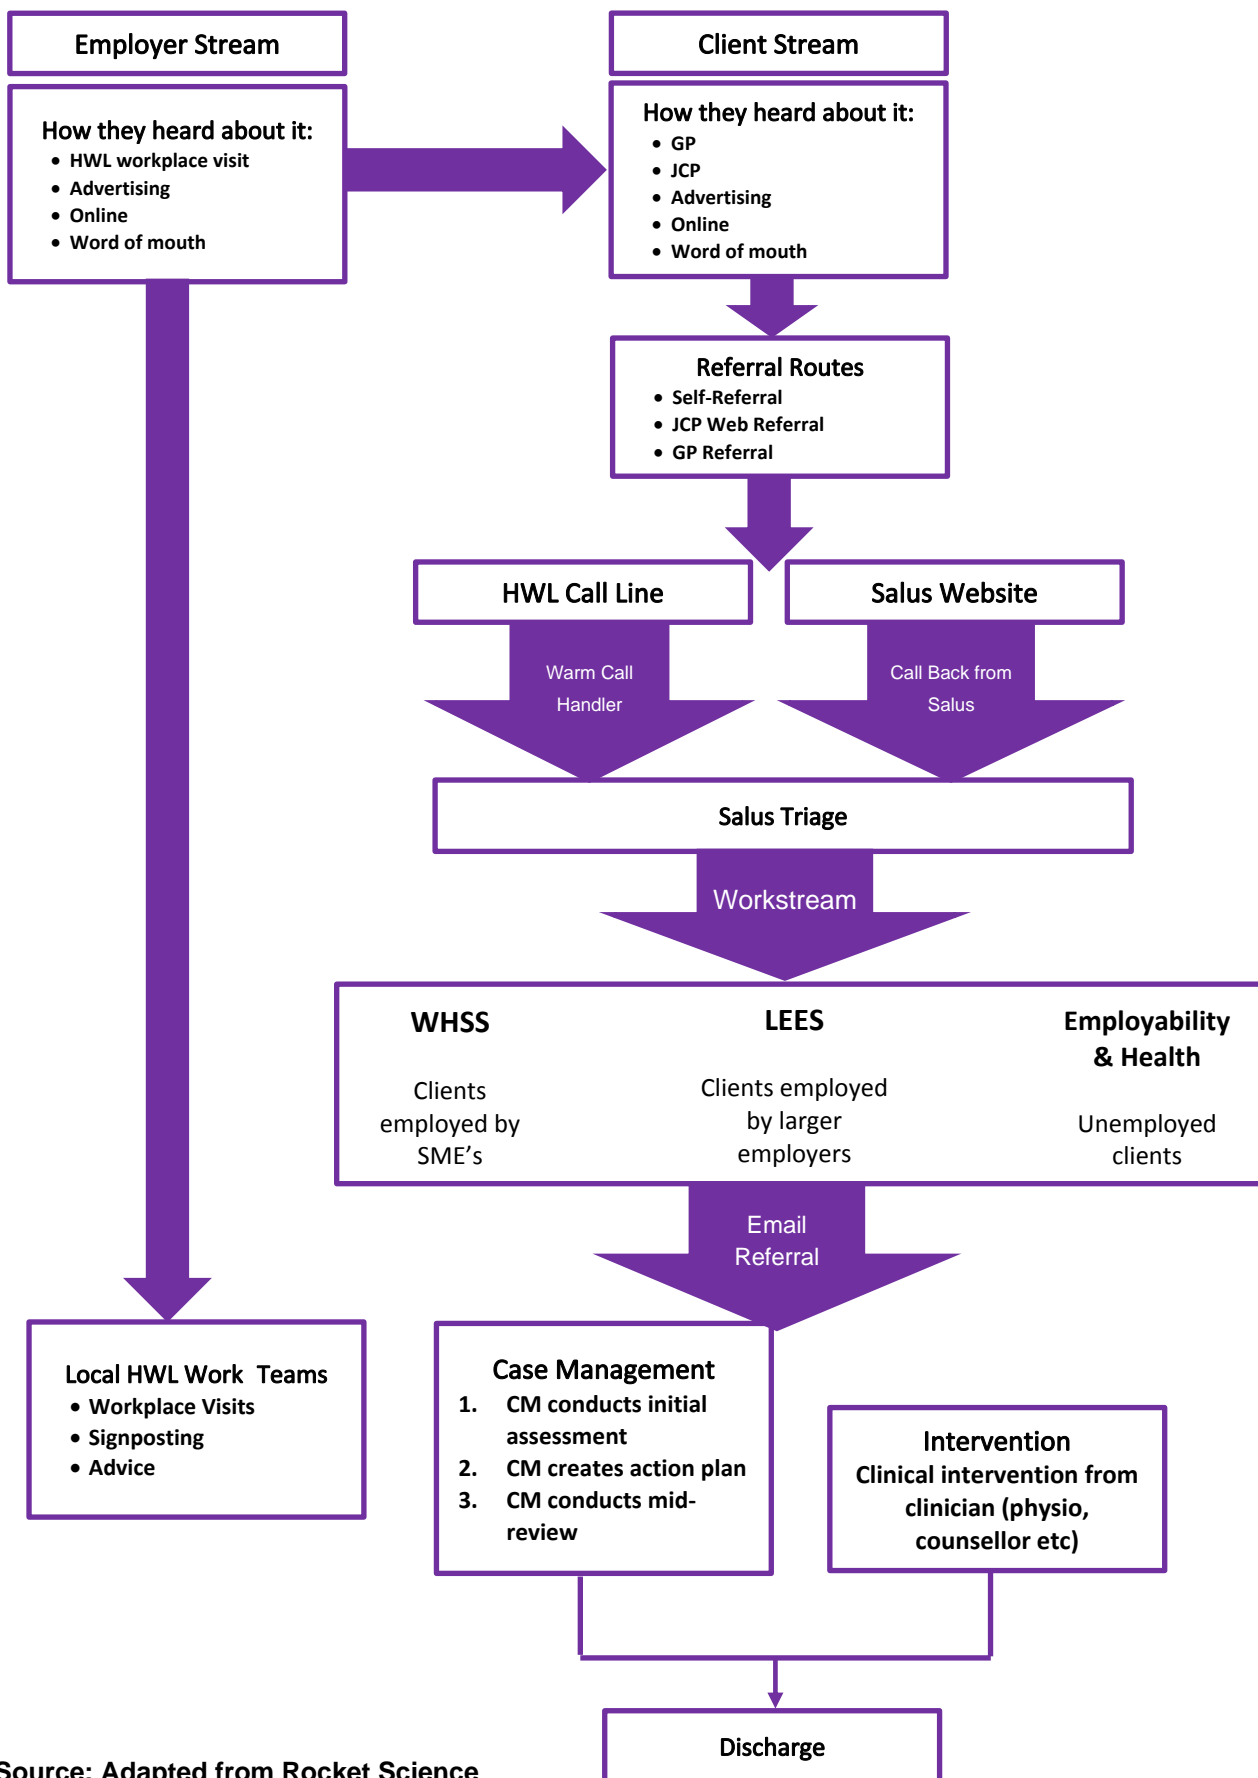 Employer Stream
How they heard about it:
• HWL workplace visit
• Advertising
• Online
• Word of mouth
Client Stream
How they heard about it:
• GP
• JCP
• Advertising
• Online
• Word of mouth
Referral Routes
• Self-Referral
• JCP Web Referral
• GP Referral
HWL Call Line
Salus Website
Warm Call
Handler
Call Back from
Salus
Salus Triage
Workstream
WHSS
Clients
employed by
SME's
LEES
Clients employed
by larger
employers
Employability
& Health
Unemployed
clients
Email
Referral
Local HWL Work Teams
• Workplace Visits
• Signposting
• Advice
Case Management
1. CM conducts initial
assessment
2. CM creates action plan
3. CM conducts mid-
review
Intervention
Clinical intervention from
clinician (physio,
counsellor etc)
Discharge
Source: Adapted from Rocket Science